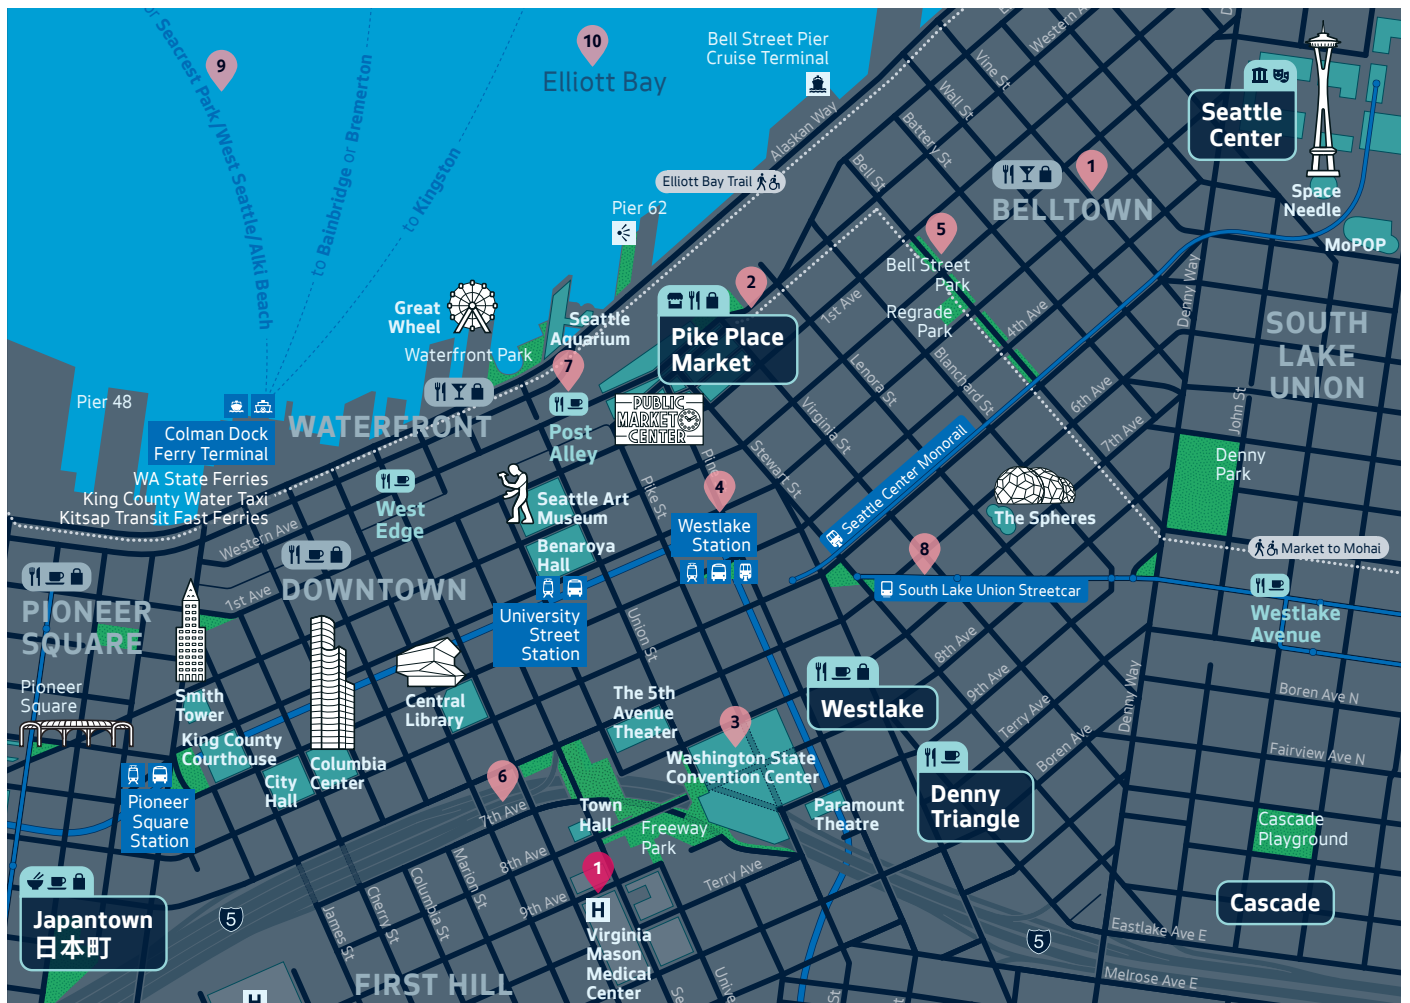 or Seacrest Park/West Seattle/Alki Beach
to Bainbridge or Bremerton
to Kingston
9
10
Elliott Bay
Bell Street Pier
Cruise Terminal
Alaskan Way
Elliott Bay Trail
Pier 62
Western Av
Vine St
Wall St
Battery St
Bell St
1
BELLTOWN
Seattle
Center
Space
Needle
MoPOP
5
Bell Street
Park
Regrade
Park
4th Ave
Denny Way
SOUTH
LAKE
UNION
2
Pike Place
Market
1st Ave
Great
Wheel
Seattle
Aquarium
Waterfront Park
7
Pier 48
WATERFRONT
Colman Dock
Ferry Terminal
WA State Ferries
King County Water Taxi
Kitsap Transit Fast Ferries
Post
Alley
PUBLIC
MARKET
CENTER
Lenora St
Blanchard St
Virginia St
Stewart St
6th Ave
7th Ave
John St
Denny
Park
Seattle Center Monorail
The Spheres
West
Edge
Western Ave
Seattle Art
Museum
Benaroya
Hall
Pike St
4
Westlake
Station
8
South Lake Union Streetcar
Market to Mohai
Westlake
Avenue
PIONEER
SQUARE
DOWNTOWN
1st Ave
University
Street
Station
Union St
Pioneer
Square
Smith
Tower
King County
Courthouse
City
Hall
Columbia
Center
Central
Library
The 5th
Avenue
Theater
3
Washington State
Convention Center
Westlake
8th Ave
9th Ave
Terry Ave
Boren Ave
Denny Way
Boren Ave N
Fairview Ave N
Pioneer
Square
Station
6
7th Ave
Town
Hall
Freeway
Park
Paramount
Theatre
Denny
Triangle
Cascade
Playground
Cascade
Japantown
日本町
5
James St
Cherry St
Columbia St
Marion St
8th Ave
9th Ave
1
H
Virginia
Mason
Medical
Center
Terry Ave
5
Eastlake Ave E
Melrose Ave E
FIRST HILL
H